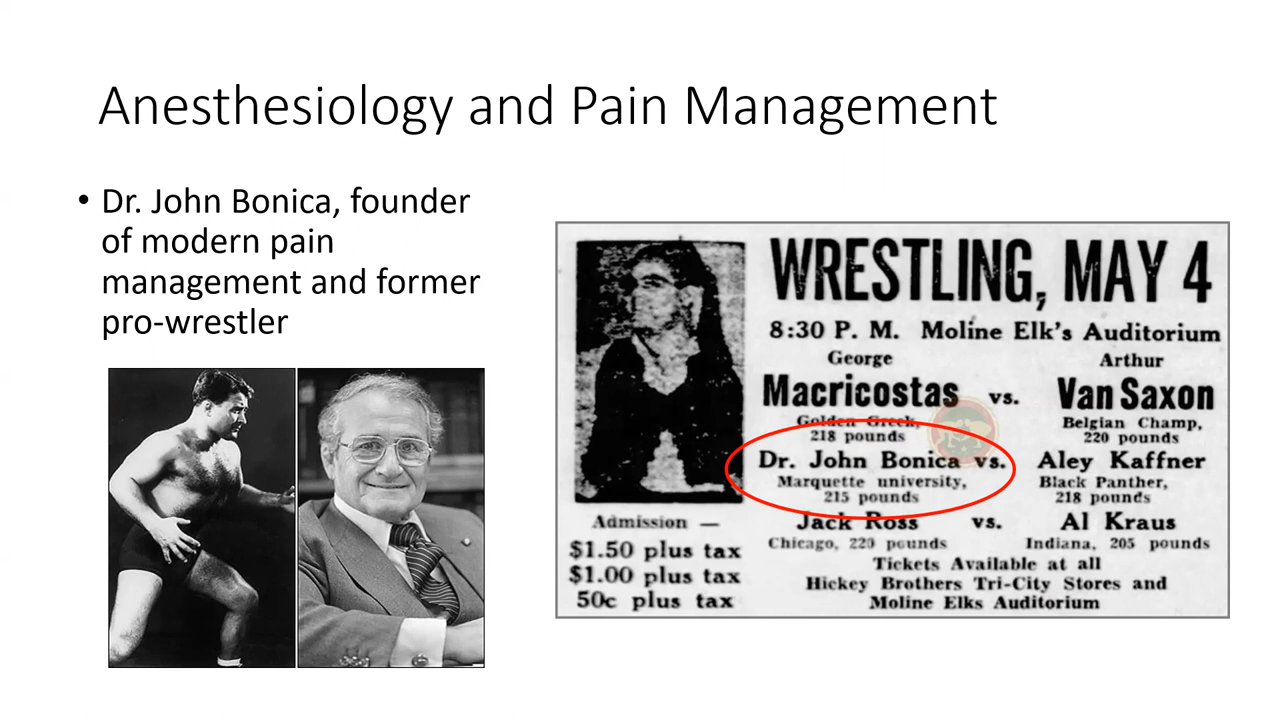 Anesthesiology and Pain Management
• Dr. John Bonica, founder
of modern pain
management and former
pro-wrestler
WRESTLING, MAY 4
8:30 P. M. Moline Elk's Auditorium
George
Macricostas vs.
Golden Greek,
218 pounds
Arthur
Van Saxon
Belgian Champ,
220 pounds
Dr. John Bonica vs.
Marquette university,
215 pounds
Aley Kaffner
Black Panther,
218 pounds
Jack Ross vs.
Chicago, 220 pounds
Al Kraus
Indiana, 205 pounds
Tickets Available at all
Hickey Brothers Tri-City Stores and
Moline Elks Auditorium
Admission —
$1.50 plus tax
$1.00 plus tax
50c plus tax